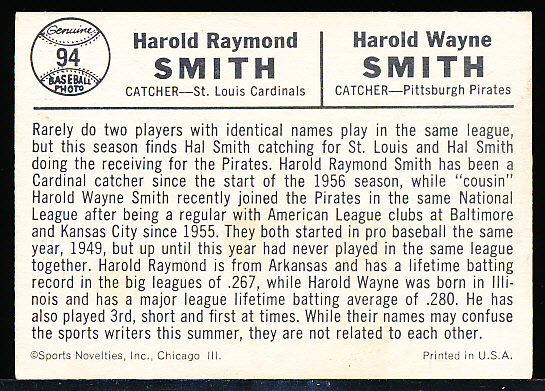 Genuine
94
BASEBALL
PHOTO
Harold Raymond
SMITH
CATCHER—St. Louis Cardinals
Harold Wayne
SMITH
CATCHER—Pittsburgh Pirates
Rarely do two players with identical names play in the same league,
but this season finds Hal Smith catching for St. Louis and Hal Smith
doing the receiving for the Pirates. Harold Raymond Smith has been a
Cardinal catcher since the start of the 1956 season, while "cousin"
Harold Wayne Smith recently joined the Pirates in the same National
League after being a regular with American League clubs at Baltimore
and Kansas City since 1955. They both started in pro baseball the same
year, 1949, but up until this year had never played in the same league
together. Harold Raymond is from Arkansas and has a lifetime batting
record in the big leagues of .267, while Harold Wayne was born in Illi-
nois and has a major league lifetime batting average of .280. He has
also played 3rd, short and first at times. While their names may confuse
the sports writers this summer, they are not related to each other.
©Sports Novelties, Inc., Chicago Ill.
Printed in U.S.A.